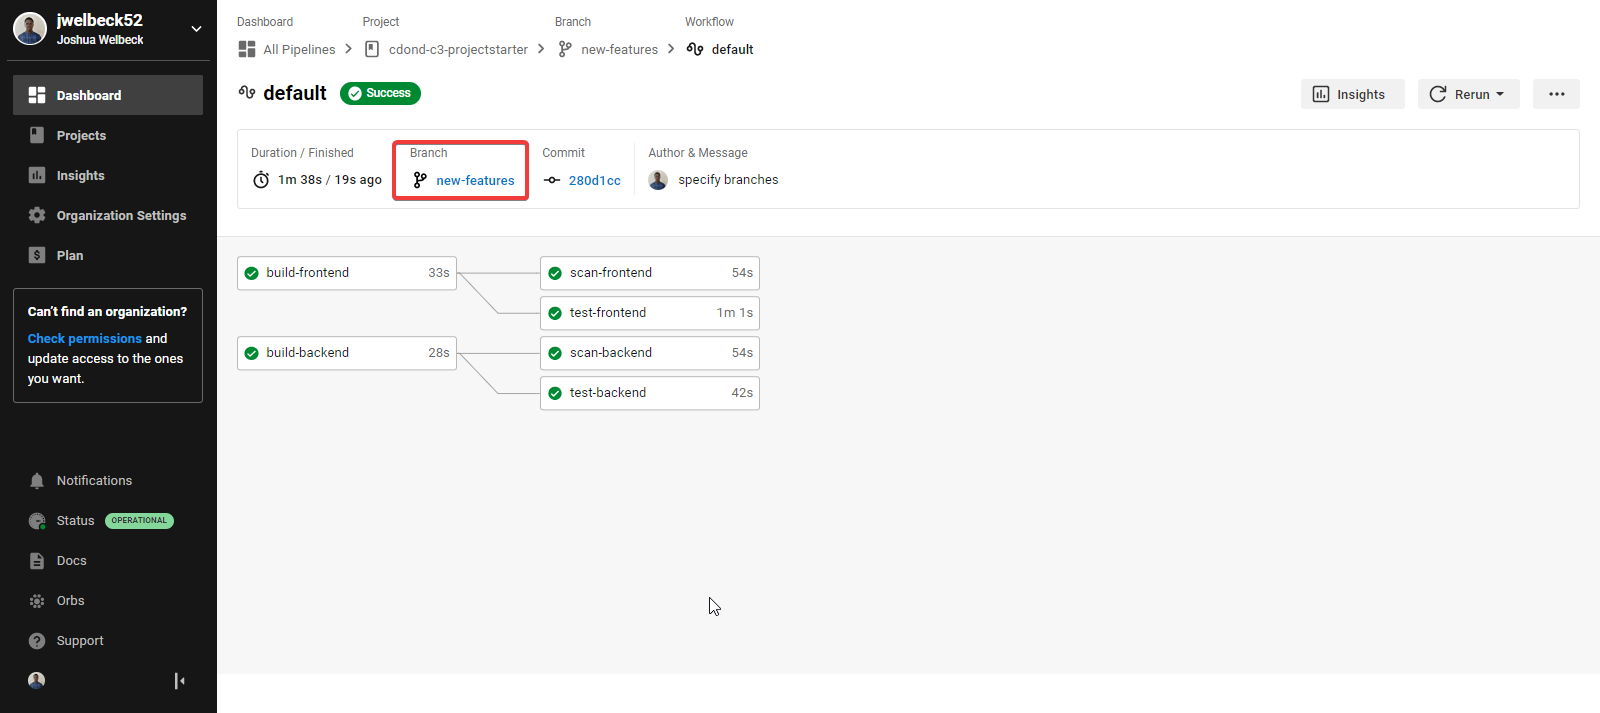 jwelbeck52
Joshua Welbeck
Dashboard
Projects
Insights
Organization Settings
Plan
Can't find an organization?
Check permissions and
update access to the ones
you want.
Notifications
Status OPERATIONAL
Docs
Orbs
Support
Dashboard Project Branch Workflow
All Pipelines cdond-c3-projectstarter new-features default
default Success
Insights Rerun
Duration / Finished Branch Commit Author & Message
1m 38s / 19s ago new-features 280d1cc specify branches
build-frontend 33s scan-frontend 54s
test-frontend 1m 1s
build-backend 28s scan-backend 54s
test-backend 42s